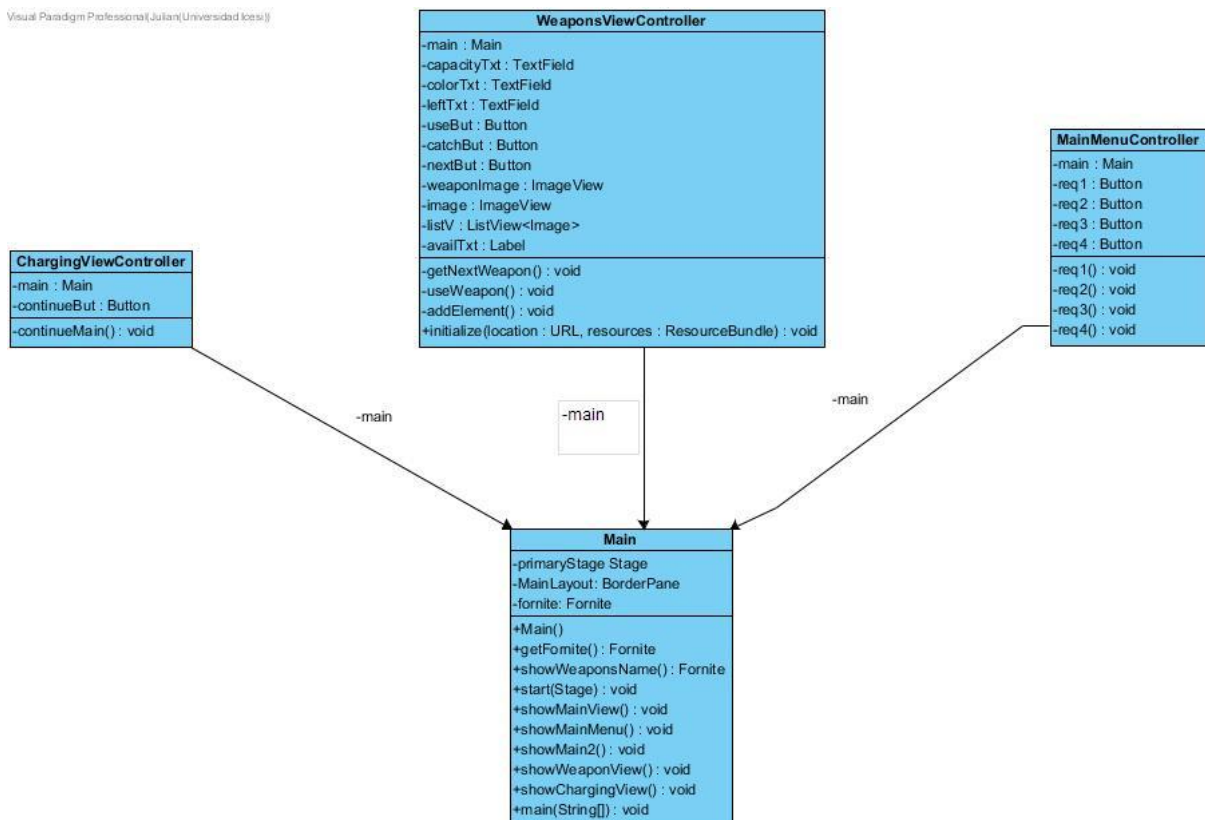 Visual Paradigm Professional(Julian(Universidad Icesi))
WeaponsViewController
-main : Main
-capacityTxt : TextField
-colorTxt : TextField
-leftTxt : TextField
-useBut : Button
-catchBut : Button
-nextBut : Button
-weaponImage : ImageView
-image : ImageView
-listV : ListView<Image>
-availTxt : Label
-getNextWeapon() : void
-useWeapon() : void
-addElement() : void
+initialize(location : URL, resources : ResourceBundle) : void
MainMenuController
-main : Main
-req1 : Button
-req2 : Button
-req3 : Button
-req4 : Button
-req1() : void
-req2() : void
-req3() : void
-req4() : void
ChargingViewController
-main : Main
-continueBut : Button
-continueMain() : void
-main
-main
-main
Main
-primaryStage Stage
-MainLayout: BorderPane
-fornite: Fornite
+Main()
+getFornite() : Fornite
+showWeaponsName() : Fornite
+start(Stage) : void
+showMainView() : void
+showMainMenu() : void
+showMain2() : void
+showWeaponView() : void
+showChargingView() : void
+main(String[]) : void